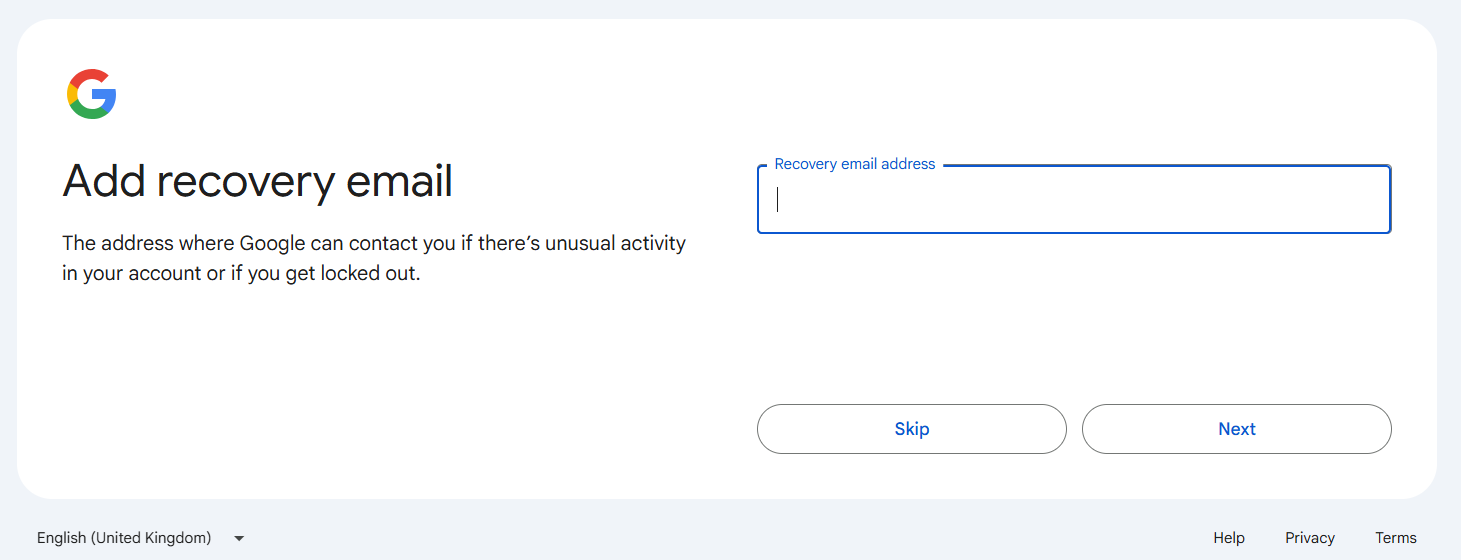 Add recovery email
The address where Google can contact you if there’s unusual activity
in your account or if you get locked out.
Recovery email address
Skip
Next
English (United Kingdom)
Help
Privacy
Terms